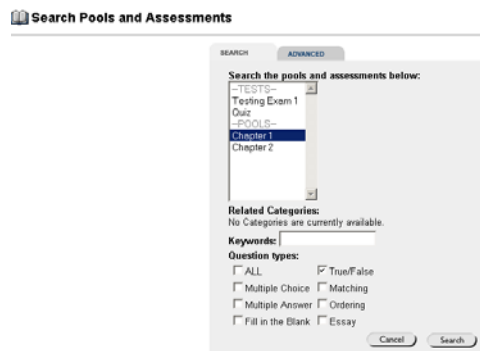 Search Pools and Assessments
SEARCH ADVANCED
Search the pools and assessments below:
--TESTS--
Testing Exam 1
Quiz
--POOLS--
Chapter 1
Chapter 2
Related Categories:
No Categories are currently available.
Keywords:
Question types:
ALL True/False
Multiple Choice Matching
Multiple Answer Ordering
Fill in the Blank Essay
Cancel Search